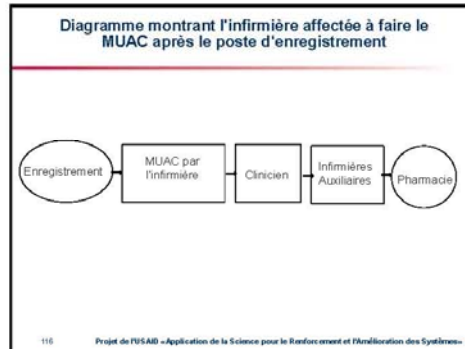 Diagramme montrant l'infirmière affectée à faire le
MUAC après le poste d'enregistrement
Enregistrement
MUAC par
l'infirmière
Clinicien
Infirmières
Auxiliaires
Pharmacie
116
Projet de l'USAID «Application de la Science pour le Renforcement et l'Amélioration des Systèmes»